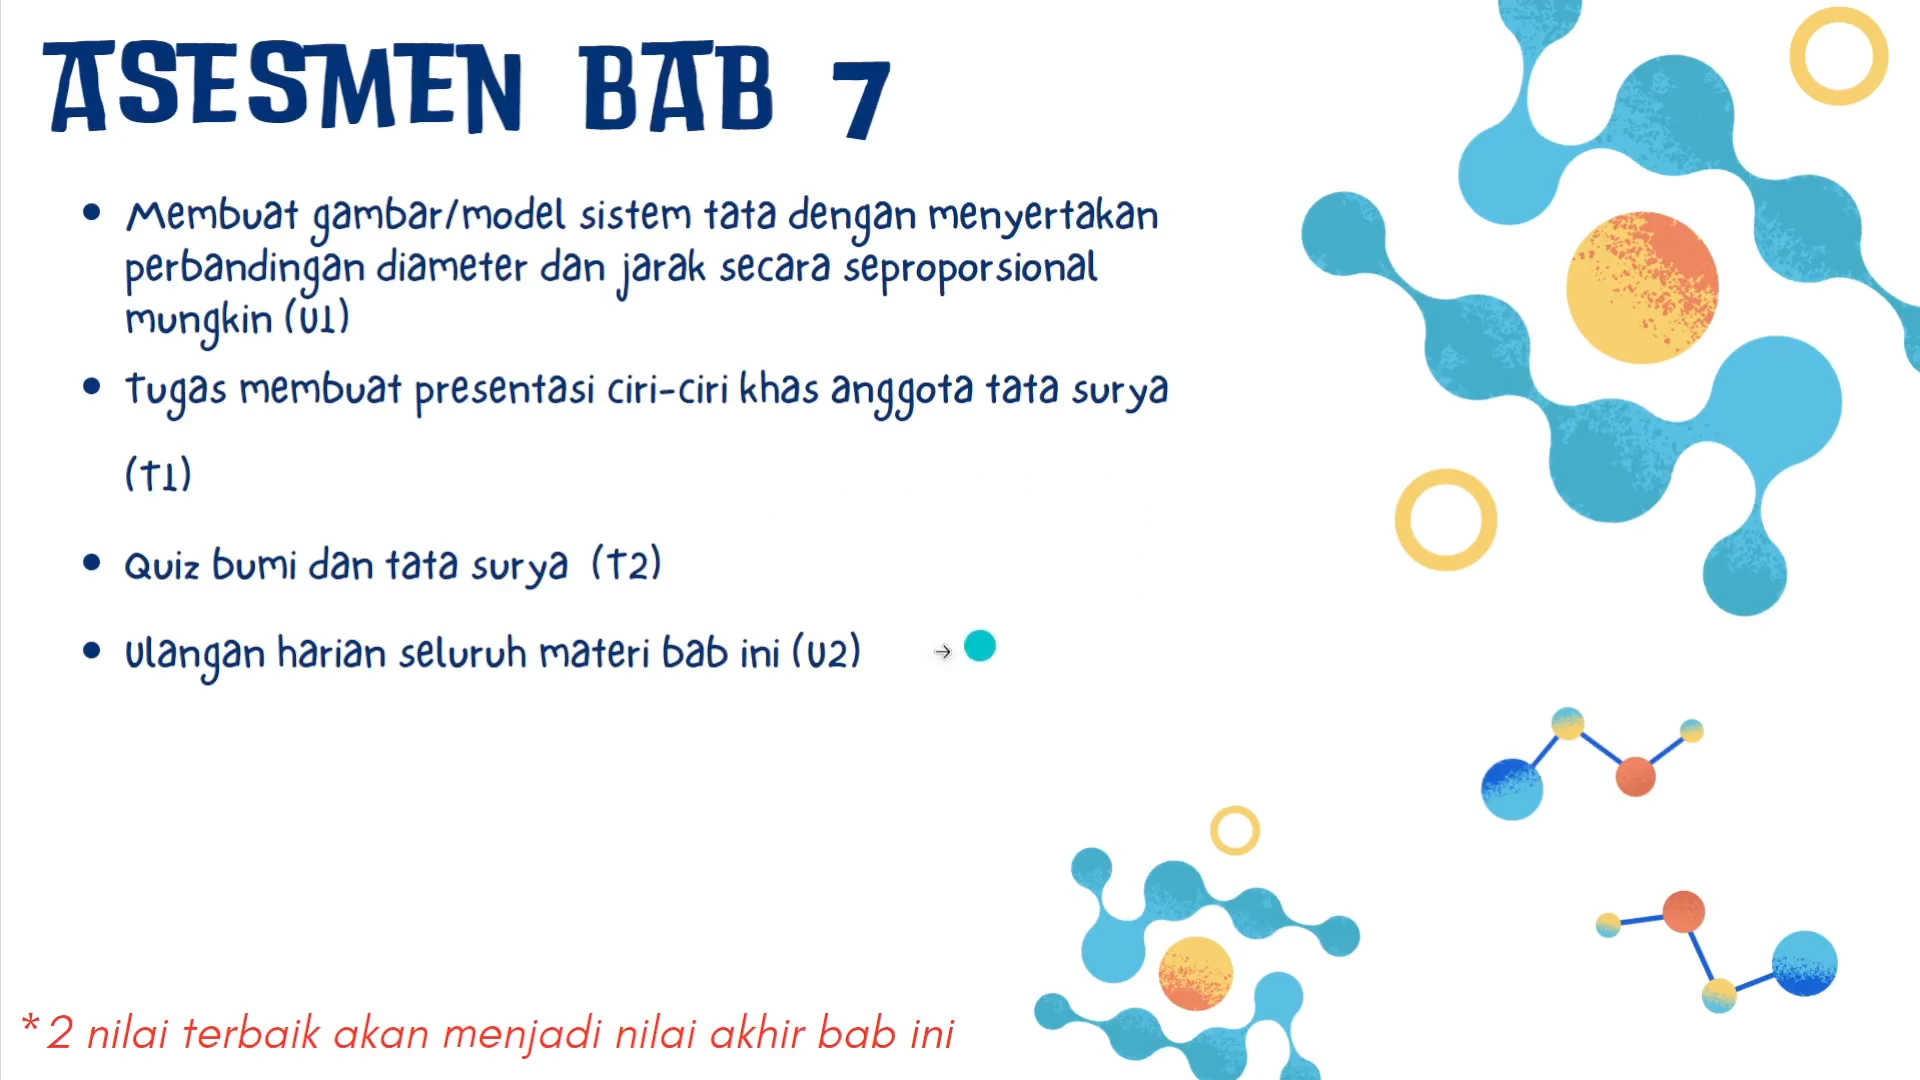 ASESMEN BAB 7
• Membuat gambar/model sistem tata dengan menyertakan
perbandingan diameter dan jarak secara seproporsional
mungkin (U1)
• Tugas membuat presentasi ciri-ciri khas anggota tata surya
(T1)
• Quiz bumi dan tata surya (T2)
• Ulangan harian seluruh materi bab ini (U2)
*2 nilai terbaik akan menjadi nilai akhir bab ini